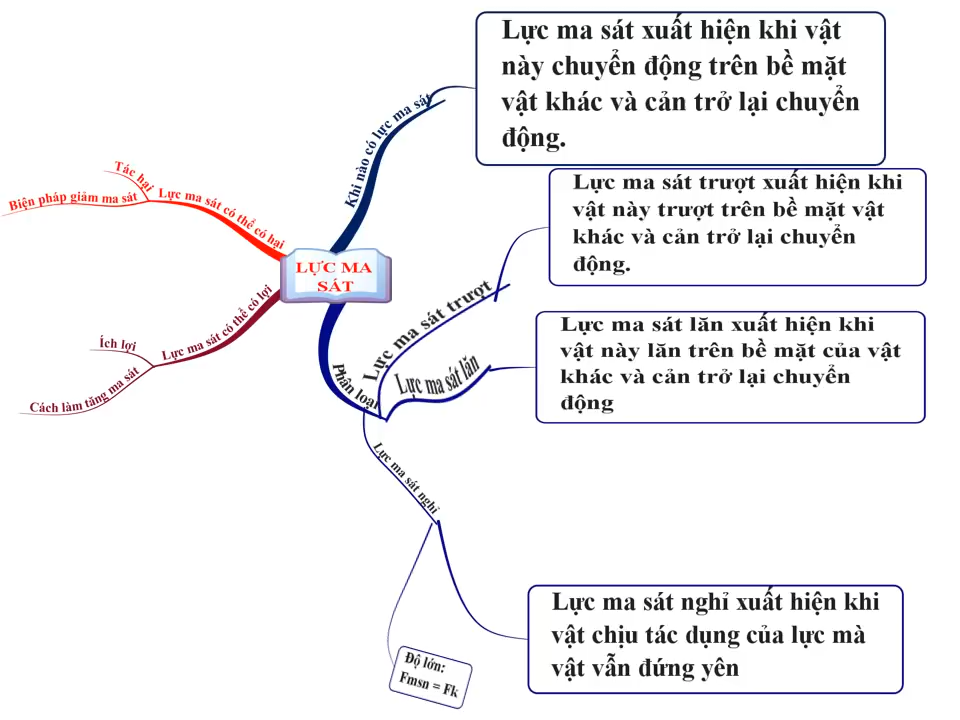 LỰC MA
SÁT
Khi nào có lực ma sát
Lực ma sát xuất hiện khi vật
này chuyển động trên bề mặt
vật khác và cản trở lại chuyển
động.
Phân loại
Lực ma sát trượt
Lực ma sát trượt xuất hiện khi
vật này trượt trên bề mặt vật
khác và cản trở lại chuyển
động.
Lực ma sát lăn
Lực ma sát lăn xuất hiện khi
vật này lăn trên bề mặt của vật
khác và cản trở lại chuyển
động
Lực ma sát nghỉ
Lực ma sát nghỉ xuất hiện khi
vật chịu tác dụng của lực mà
vật vẫn đứng yên
Độ lớn:
Fmsn = Fk
Lực ma sát có thể có lợi
Ích lợi
Cách làm tăng ma sát
Lực ma sát có thể có hại
Tác hại
Biện pháp giảm ma sát